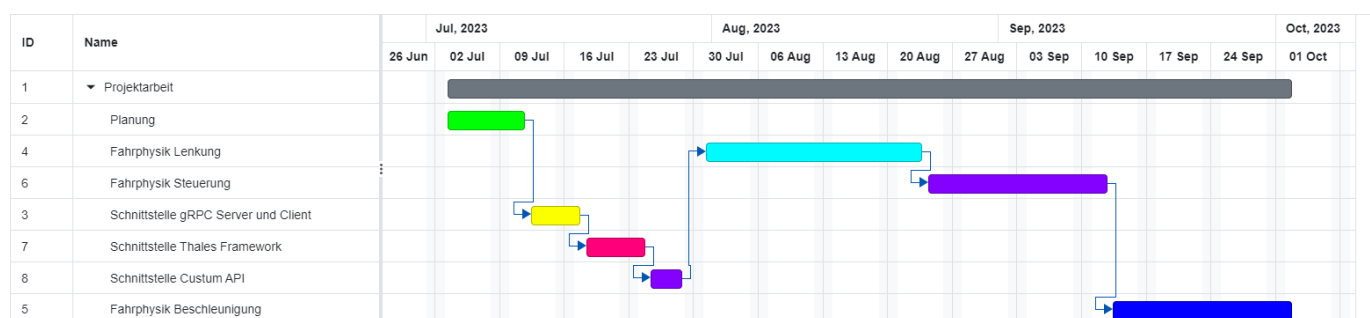 ID Name Jul, 2023 Aug, 2023 Sep, 2023 Oct, 2023
26 Jun 02 Jul 09 Jul 16 Jul 23 Jul 30 Jul 06 Aug 13 Aug 20 Aug 27 Aug 03 Sep 10 Sep 17 Sep 24 Sep 01 Oct
1 Projektarbeit
2 Planung
4 Fahrphysik Lenkung
6 Fahrphysik Steuerung
3 Schnittstelle gRPC Server und Client
7 Schnittstelle Thales Framework
8 Schnittstelle Custum API
5 Fahrphysik Beschleunigung